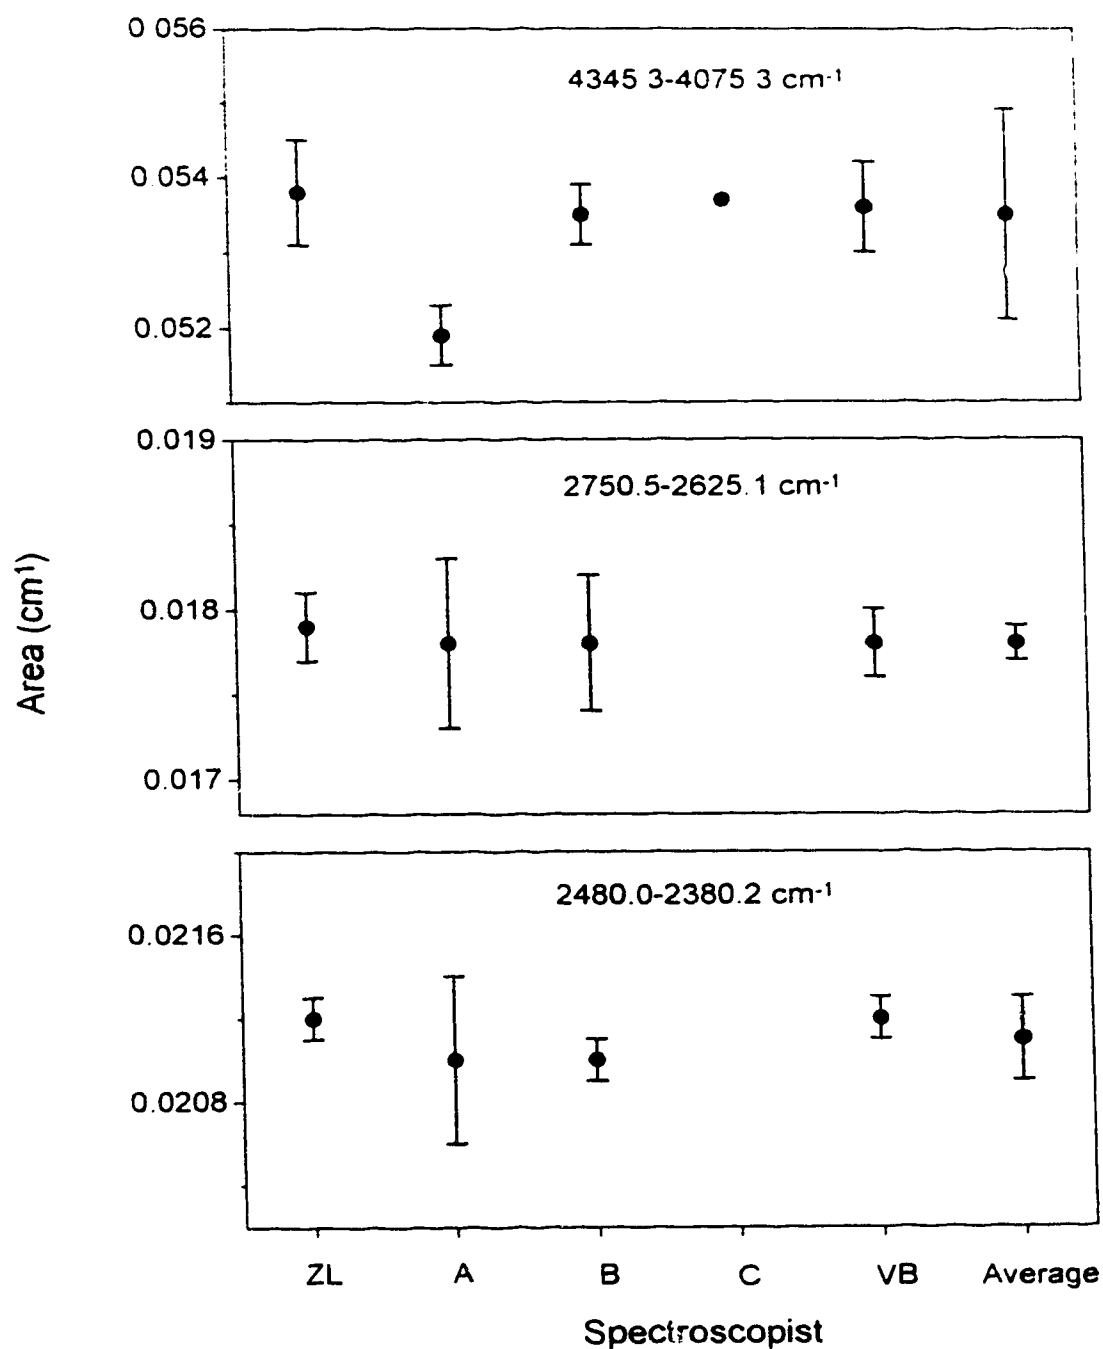 0 056
4345 3-4075 3 cm-1
0 054
0.052
0.019
2750.5-2625.1 cm-1
0.018
0.017
Area (cm1)
2480.0-2380.2 cm-1
0.0216
0.0208
ZL A B C VB Average
Spectroscopist